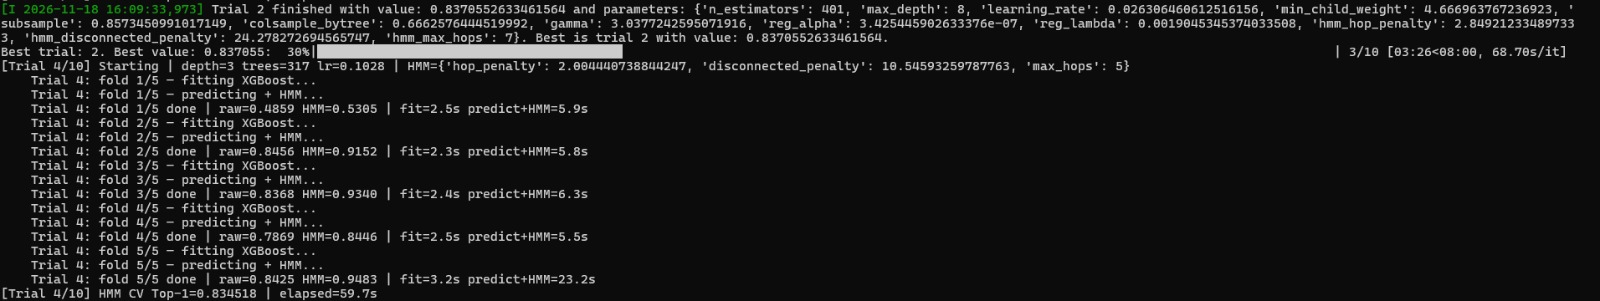 [I 2026-11-18 16:09:33,973] Trial 2 finished with value: 0.8370552633461564 and parameters: {'n_estimators': 401, 'max_depth': 8, 'learning_rate': 0.026306460612516156, 'min_child_weight': 4.666963767236923, '
subsample': 0.8573450991017149, 'colsample_bytree': 0.6662576444519992, 'gamma': 3.0377242595071916, 'reg_alpha': 3.425445902633376e-07, 'reg_lambda': 0.0019045345374033508, 'hmm_hop_penalty': 2.84921233489733
3, 'hmm_disconnected_penalty': 24.278272694565747, 'hmm_max_hops': 7}. Best is trial 2 with value: 0.8370552633461564.
Best trial: 2. Best value: 0.837055:  30%| | 3/10 [03:26<08:00, 68.70s/it]
[Trial 4/10] Starting | depth=3 trees=317 lr=0.1028 | HMM={'hop_penalty': 2.004440738844247, 'disconnected_penalty': 10.54593259787763, 'max_hops': 5}
Trial 4: fold 1/5 — fitting XGBoost...
Trial 4: fold 1/5 — predicting + HMM...
Trial 4: fold 1/5 done | raw=0.4859 HMM=0.5305 | fit=2.5s predict+HMM=5.9s
Trial 4: fold 2/5 — fitting XGBoost...
Trial 4: fold 2/5 — predicting + HMM...
Trial 4: fold 2/5 done | raw=0.8456 HMM=0.9152 | fit=2.3s predict+HMM=5.8s
Trial 4: fold 3/5 — fitting XGBoost...
Trial 4: fold 3/5 — predicting + HMM...
Trial 4: fold 3/5 done | raw=0.8368 HMM=0.9340 | fit=2.4s predict+HMM=6.3s
Trial 4: fold 4/5 — fitting XGBoost...
Trial 4: fold 4/5 — predicting + HMM...
Trial 4: fold 4/5 done | raw=0.7869 HMM=0.8446 | fit=2.5s predict+HMM=5.5s
Trial 4: fold 5/5 — fitting XGBoost...
Trial 4: fold 5/5 — predicting + HMM...
Trial 4: fold 5/5 done | raw=0.8425 HMM=0.9483 | fit=3.2s predict+HMM=23.2s
[Trial 4/10] HMM CV Top-1=0.834518 | elapsed=59.7s